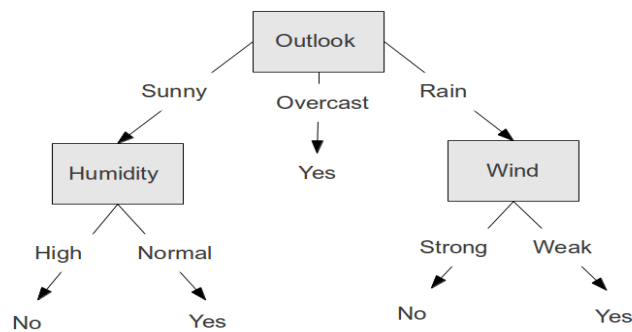 Outlook
Sunny
Overcast
Rain
Humidity
Yes
Wind
High
Normal
Strong
Weak
No
Yes
No
Yes